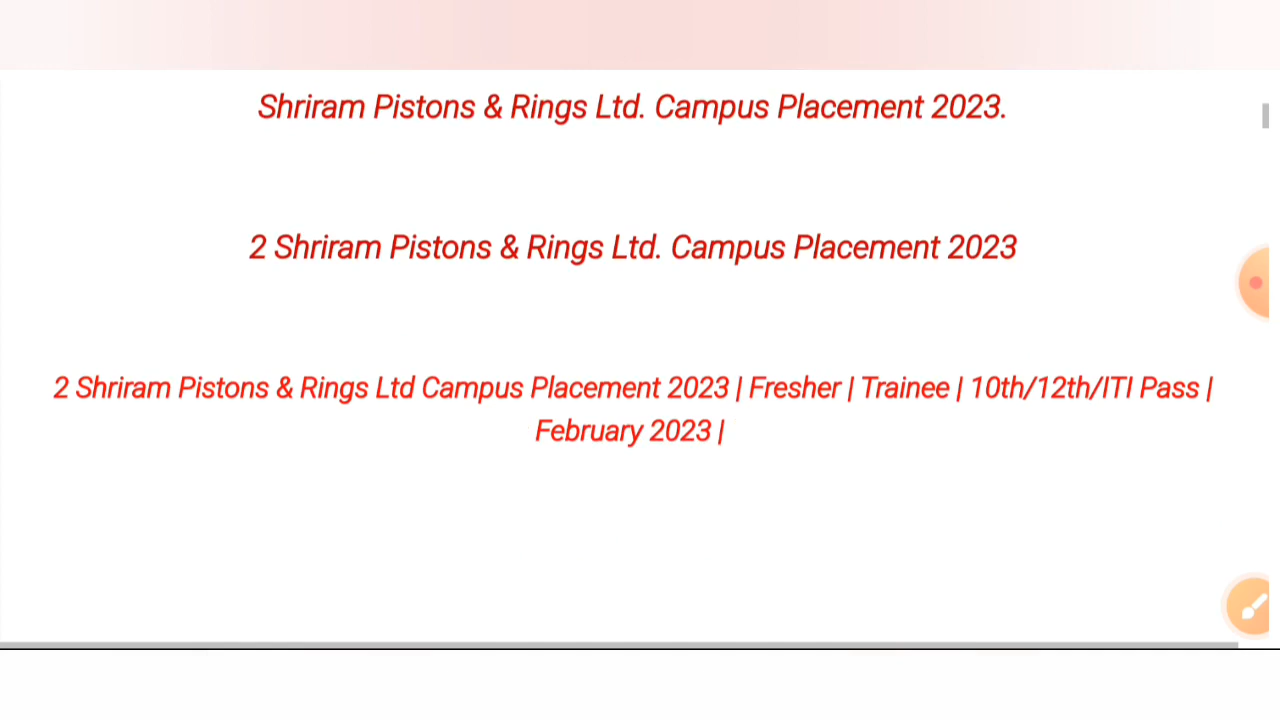 Shriram Pistons & Rings Ltd. Campus Placement 2023.
2 Shriram Pistons & Rings Ltd. Campus Placement 2023
2 Shriram Pistons & Rings Ltd Campus Placement 2023 | Fresher | Trainee | 10th/12th/ITI Pass |
February 2023 |